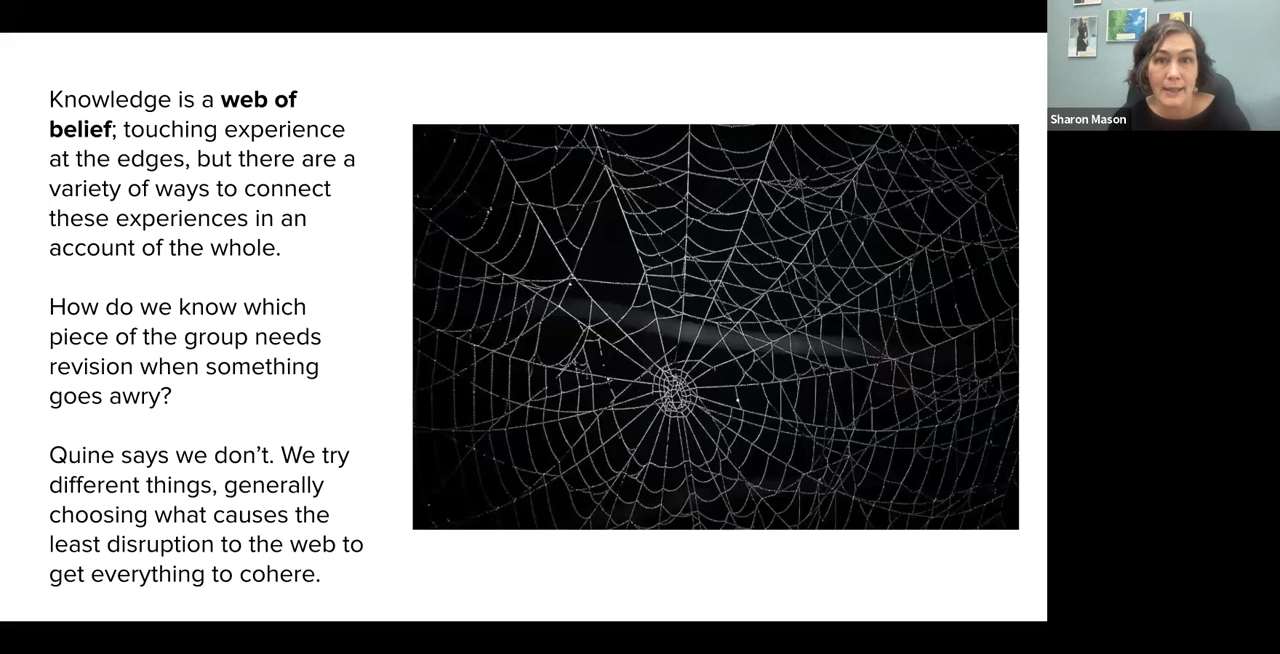 Knowledge is a web of
belief; touching experience
at the edges, but there are a
variety of ways to connect
these experiences in an
account of the whole.
How do we know which
piece of the group needs
revision when something
goes awry?
Quine says we don’t. We try
different things, generally
choosing what causes the
least disruption to the web to
get everything to cohere.
Sharon Mason